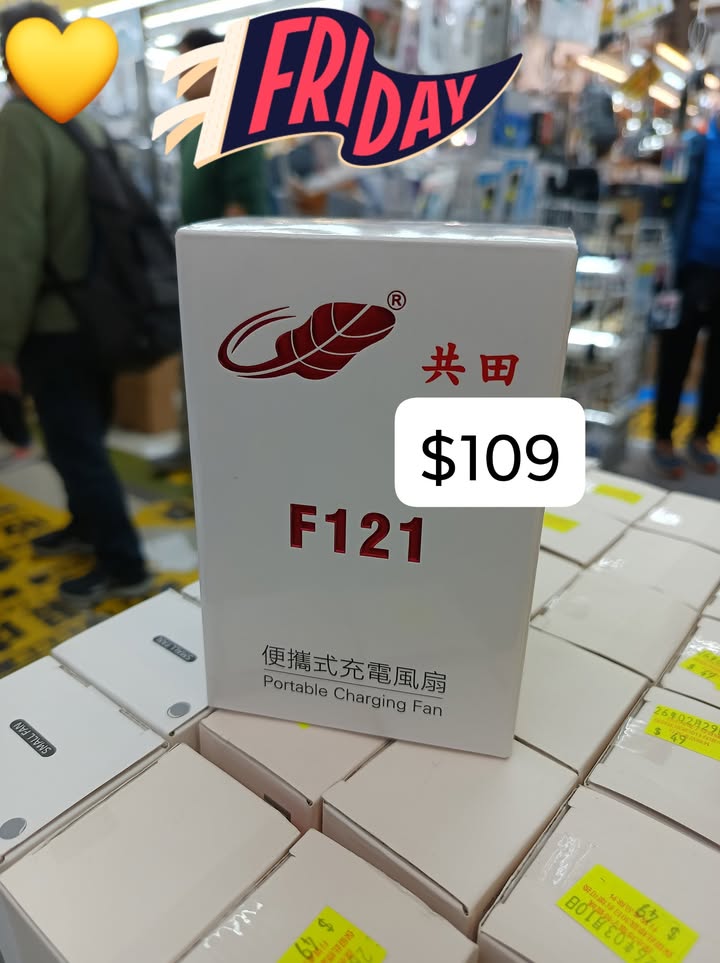 FRIDAY
®
共田
$109
F121
便攜式充電風扇
Portable Charging Fan
SMALL FAN
SMALL FAN
$ 49
$ 49
$ 49
49